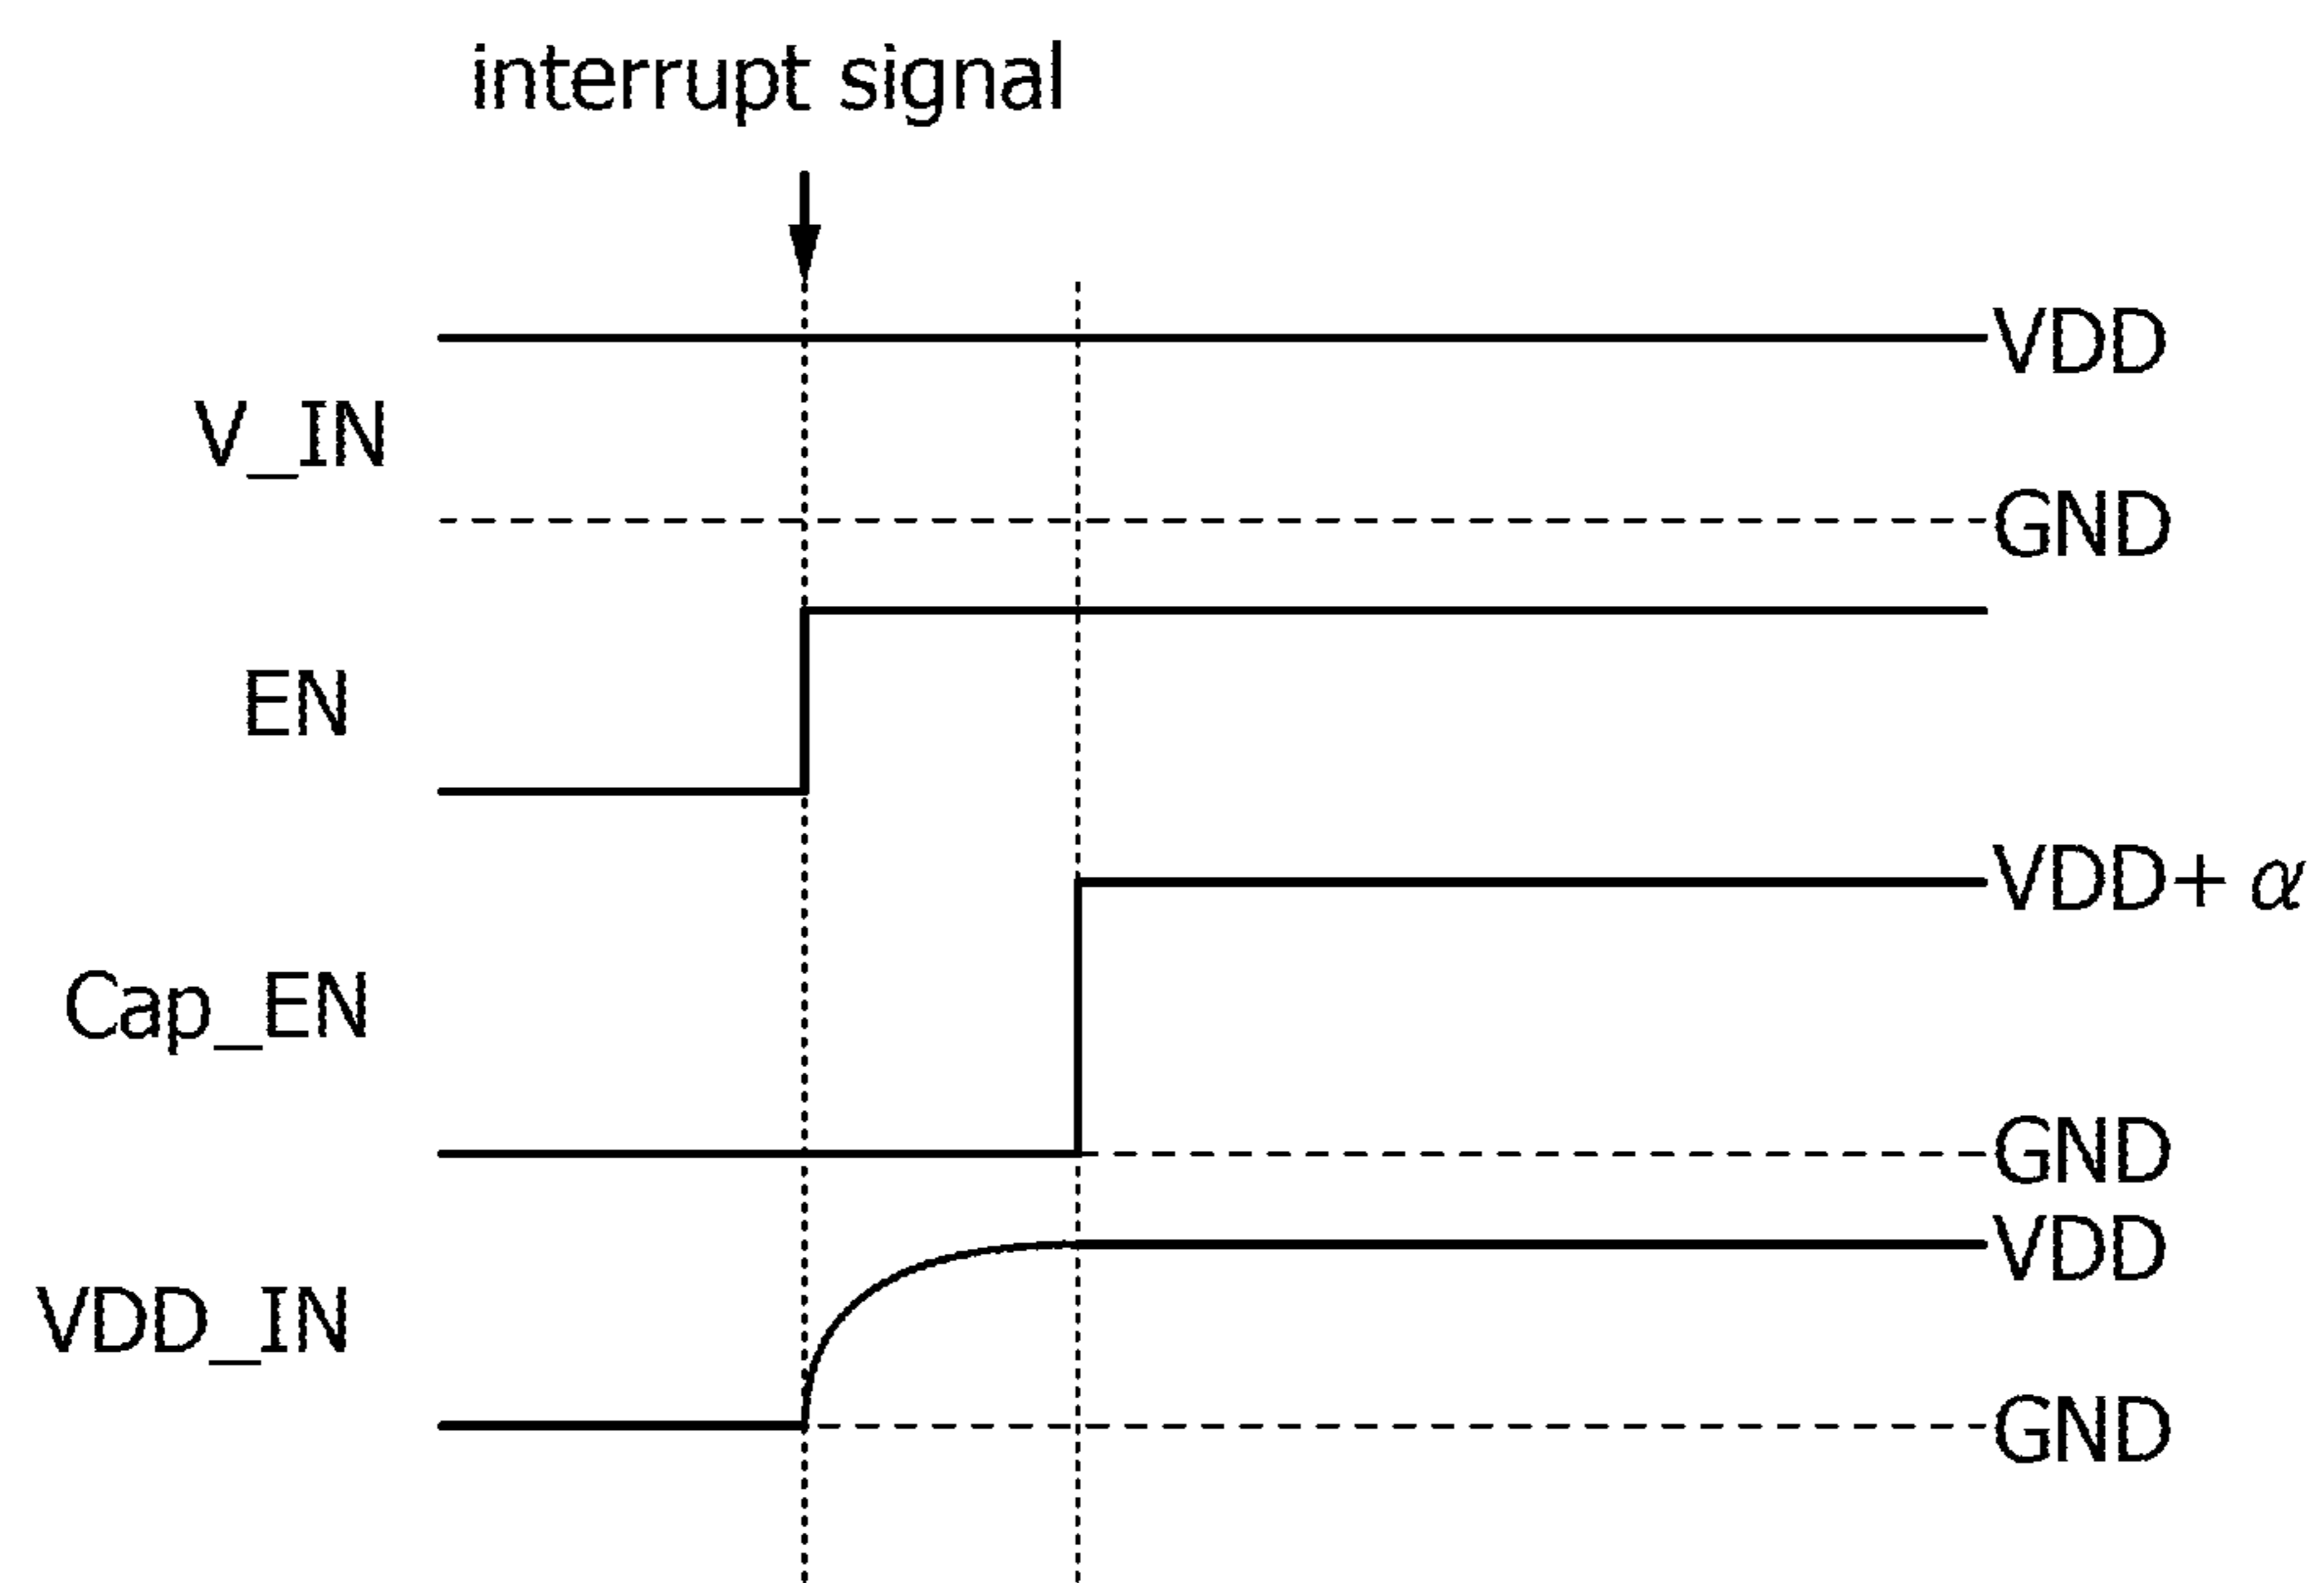 interrupt signal
VDD
V_IN
GND
EN
VDD+ α
Cap_EN
GND
VDD
VDD_IN
GND